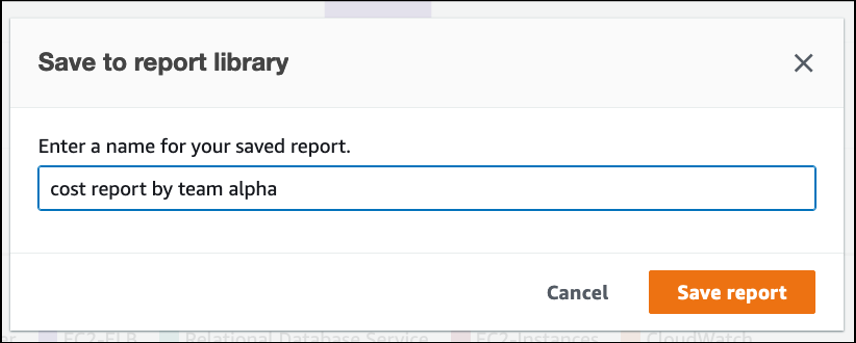 Save to report library
Enter a name for your saved report.
cost report by team alpha
Cancel Save report
EC2-ELB Relational Database Service EC2-Instances CloudWatch